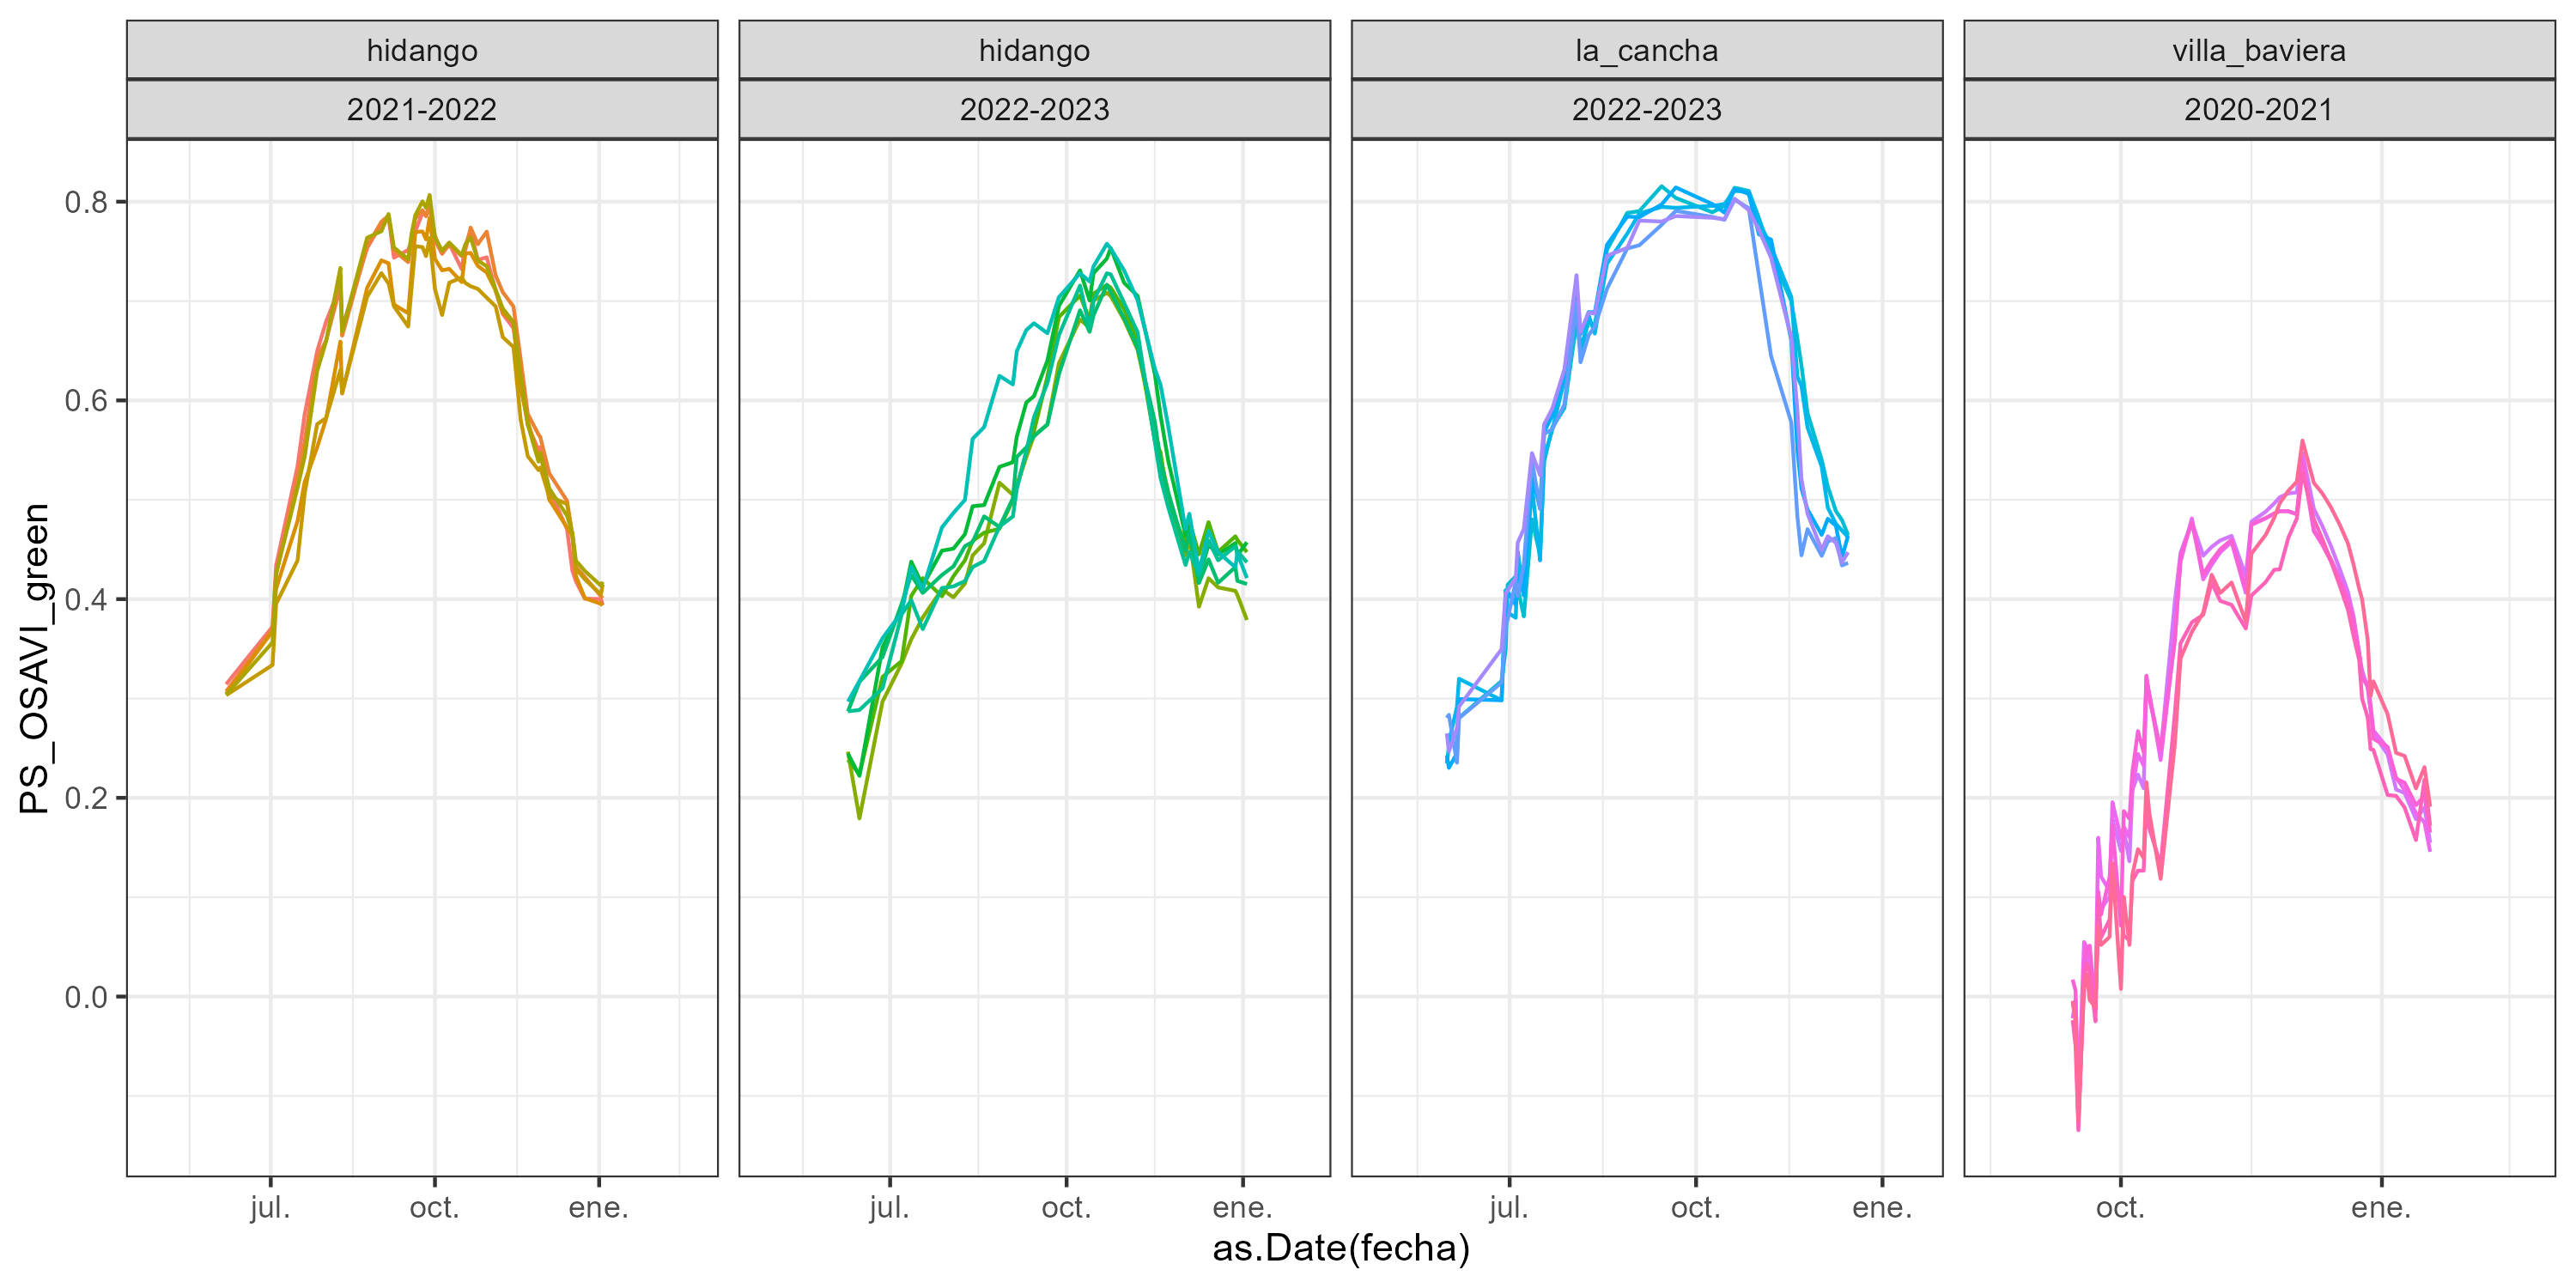 hidango
hidango
la_cancha
villa_baviera
2021-2022
2022-2023
2022-2023
2020-2021
PS_OSAVI_green
0.8
0.6
0.4
0.2
0.0
jul.
oct.
ene.
jul.
oct.
ene.
jul.
oct.
ene.
oct.
ene.
as.Date(fecha)